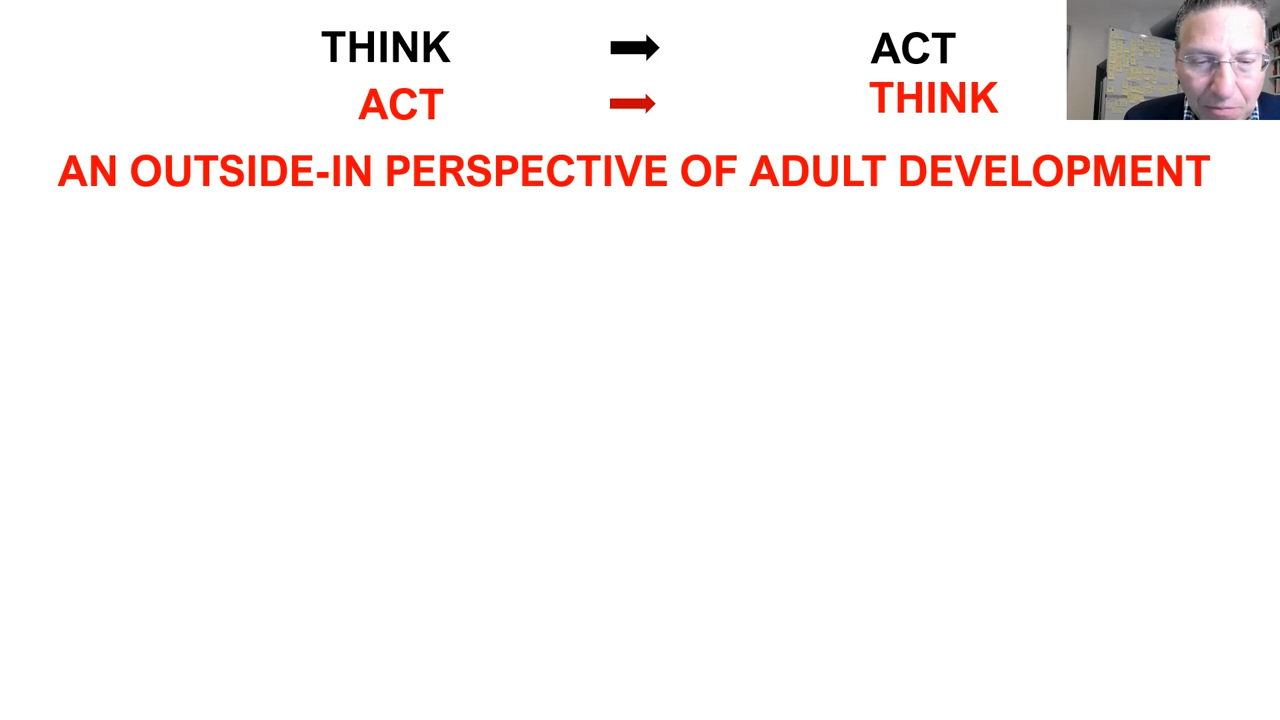 THINK ➡ ACT
ACT ➡ THINK
AN OUTSIDE-IN PERSPECTIVE OF ADULT DEVELOPMENT